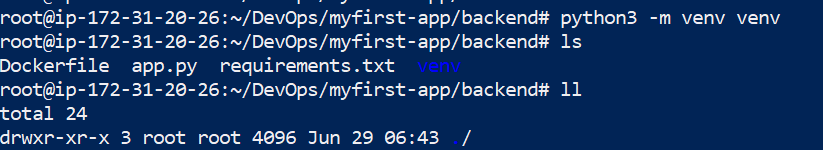 root@ip-172-31-20-26:~/DevOps/myfirst-app/backend# python3 -m venv venv
root@ip-172-31-20-26:~/DevOps/myfirst-app/backend# ls
Dockerfile  app.py  requirements.txt  venv
root@ip-172-31-20-26:~/DevOps/myfirst-app/backend# ll
total 24
drwxr-xr-x 3 root root 4096 Jun 29 06:43 ./